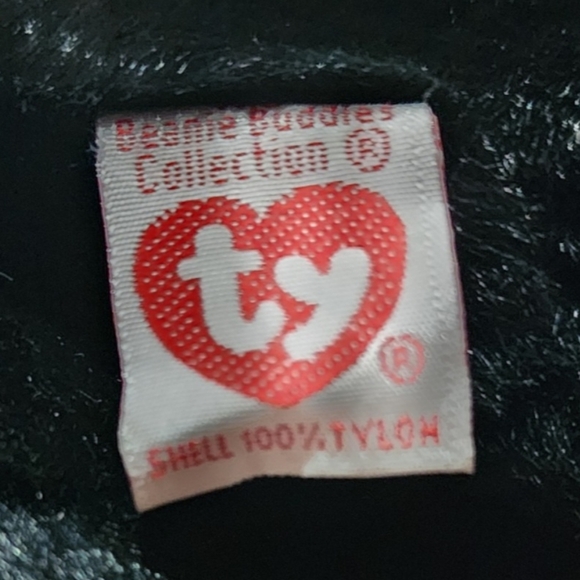 Beanie Buddies
Collection ®
ty
®
SHELL 100% TYLON